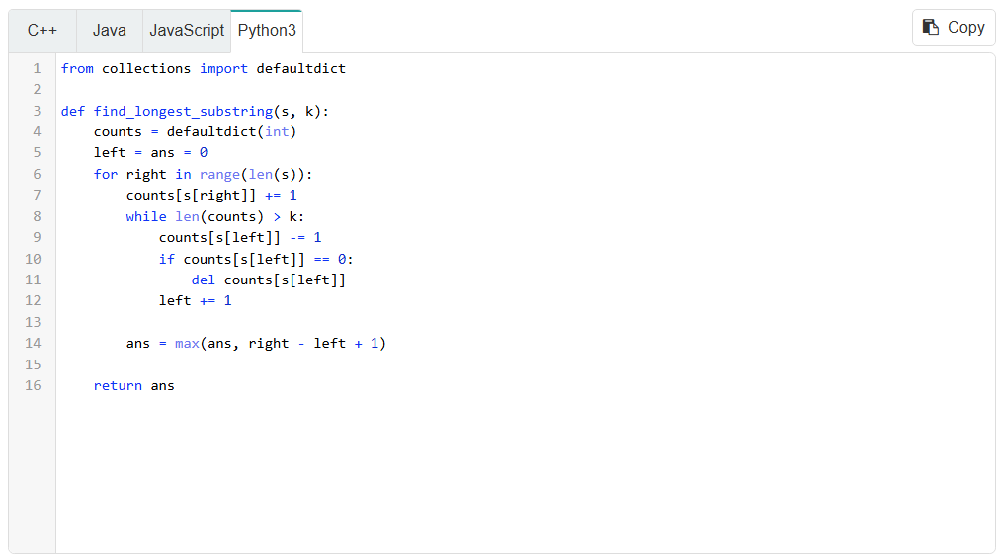 C++ Java JavaScript Python3 Copy
1 from collections import defaultdict
2
3 def find_longest_substring(s, k):
4     counts = defaultdict(int)
5     left = ans = 0
6     for right in range(len(s)):
7         counts[s[right]] += 1
8         while len(counts) > k:
9             counts[s[left]] -= 1
10             if counts[s[left]] == 0:
11                 del counts[s[left]]
12             left += 1
13
14         ans = max(ans, right - left + 1)
15
16     return ans